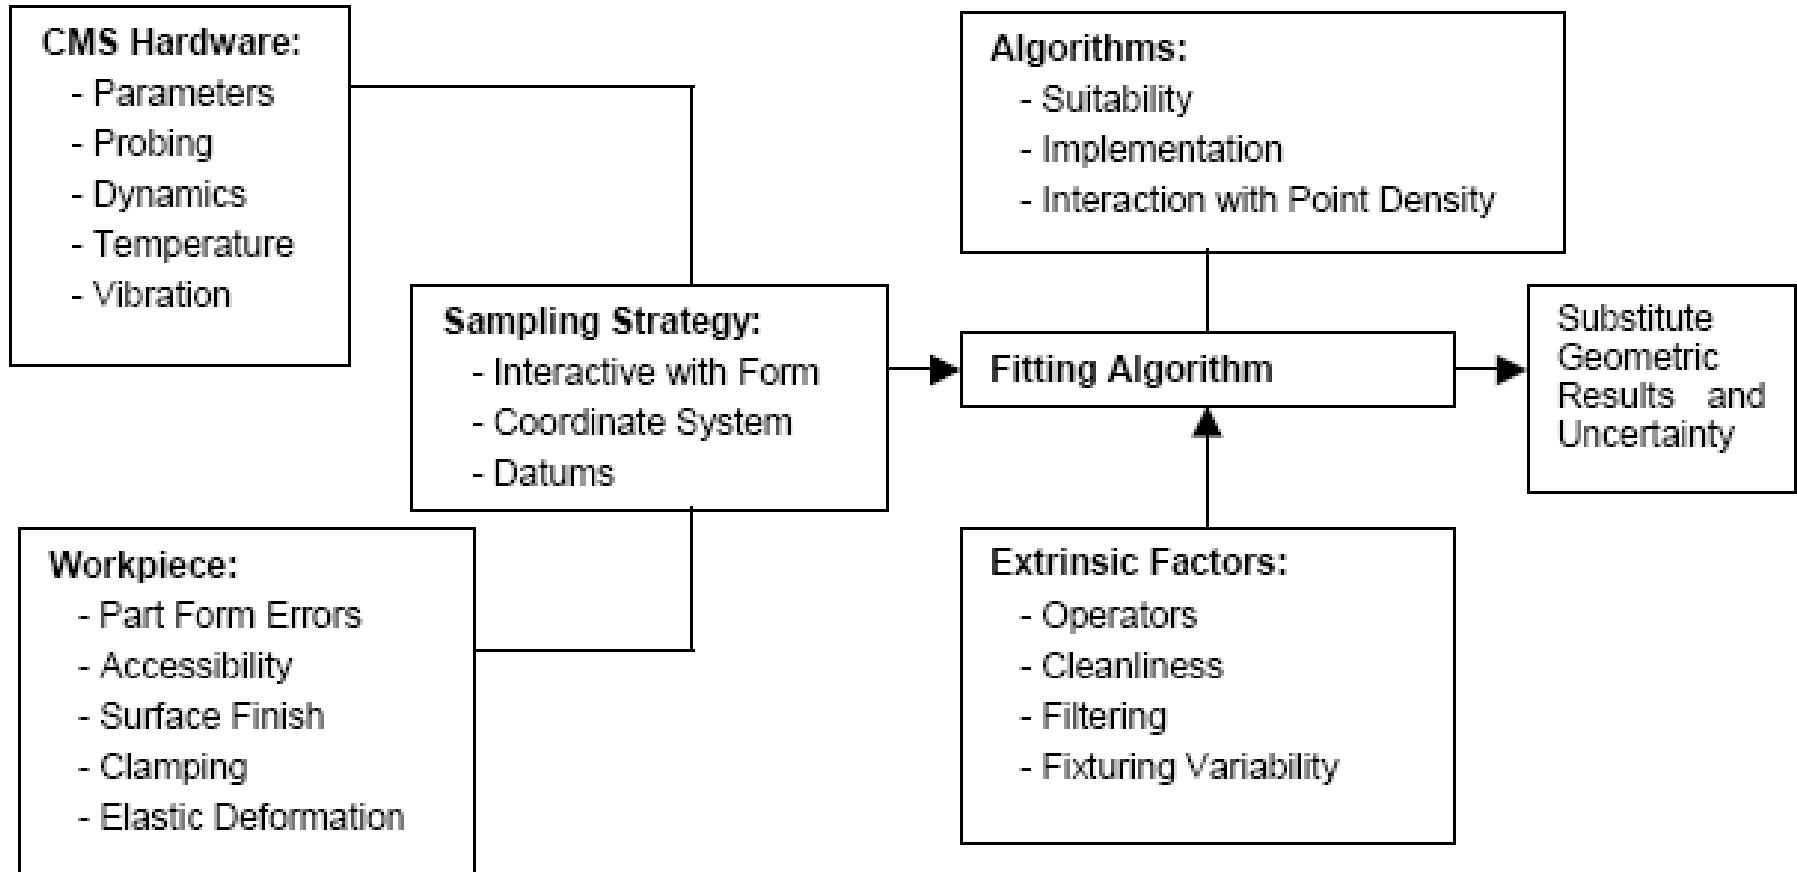 CMS Hardware:
- Parameters
- Probing
- Dynamics
- Temperature
- Vibration
Workpiece:
- Part Form Errors
- Accessibility
- Surface Finish
- Clamping
- Elastic Deformation
Sampling Strategy:
- Interactive with Form
- Coordinate System
- Datums
Algorithms:
- Suitability
- Implementation
- Interaction with Point Density
Fitting Algorithm
Extrinsic Factors:
- Operators
- Cleanliness
- Filtering
- Fixturing Variability
Substitute
Geometric
Results and
Uncertainty